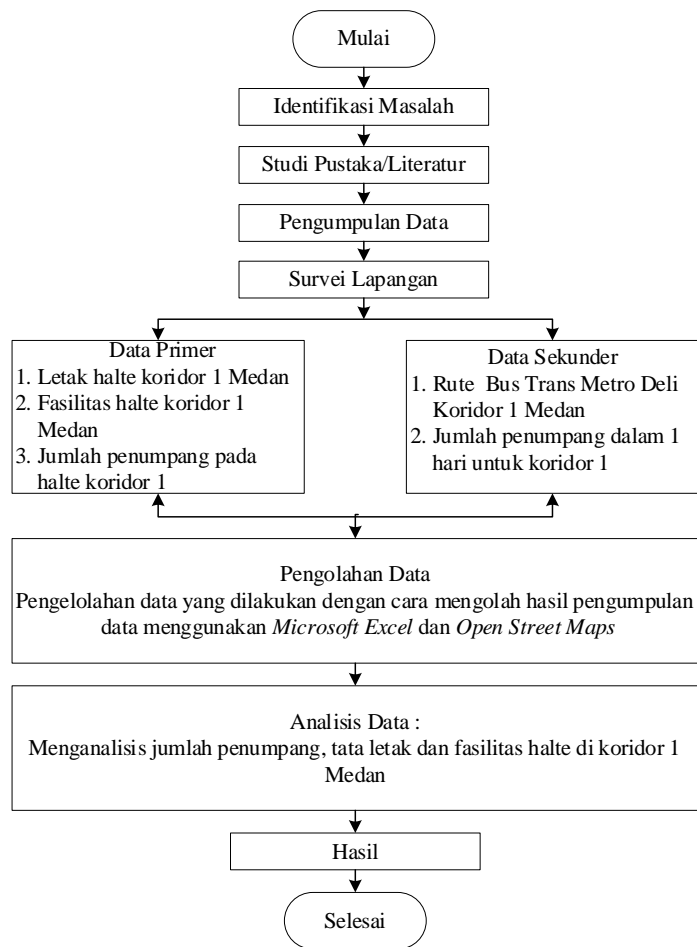 Mulai
Identifikasi Masalah
Studi Pustaka/Literatur
Pengumpulan Data
Survei Lapangan
Data Primer
1. Letak halte koridor 1 Medan
2. Fasilitas halte koridor 1
Medan
3. Jumlah penumpang pada
halte koridor 1
Data Sekunder
1. Rute Bus Trans Metro Deli
Koridor 1 Medan
2. Jumlah penumpang dalam 1
hari untuk koridor 1
Pengolahan Data
Pengelolahan data yang dilakukan dengan cara mengolah hasil pengumpulan
data menggunakan Microsoft Excel dan Open Street Maps
Analisis Data :
Menganalisis jumlah penumpang, tata letak dan fasilitas halte di koridor 1
Medan
Hasil
Selesai